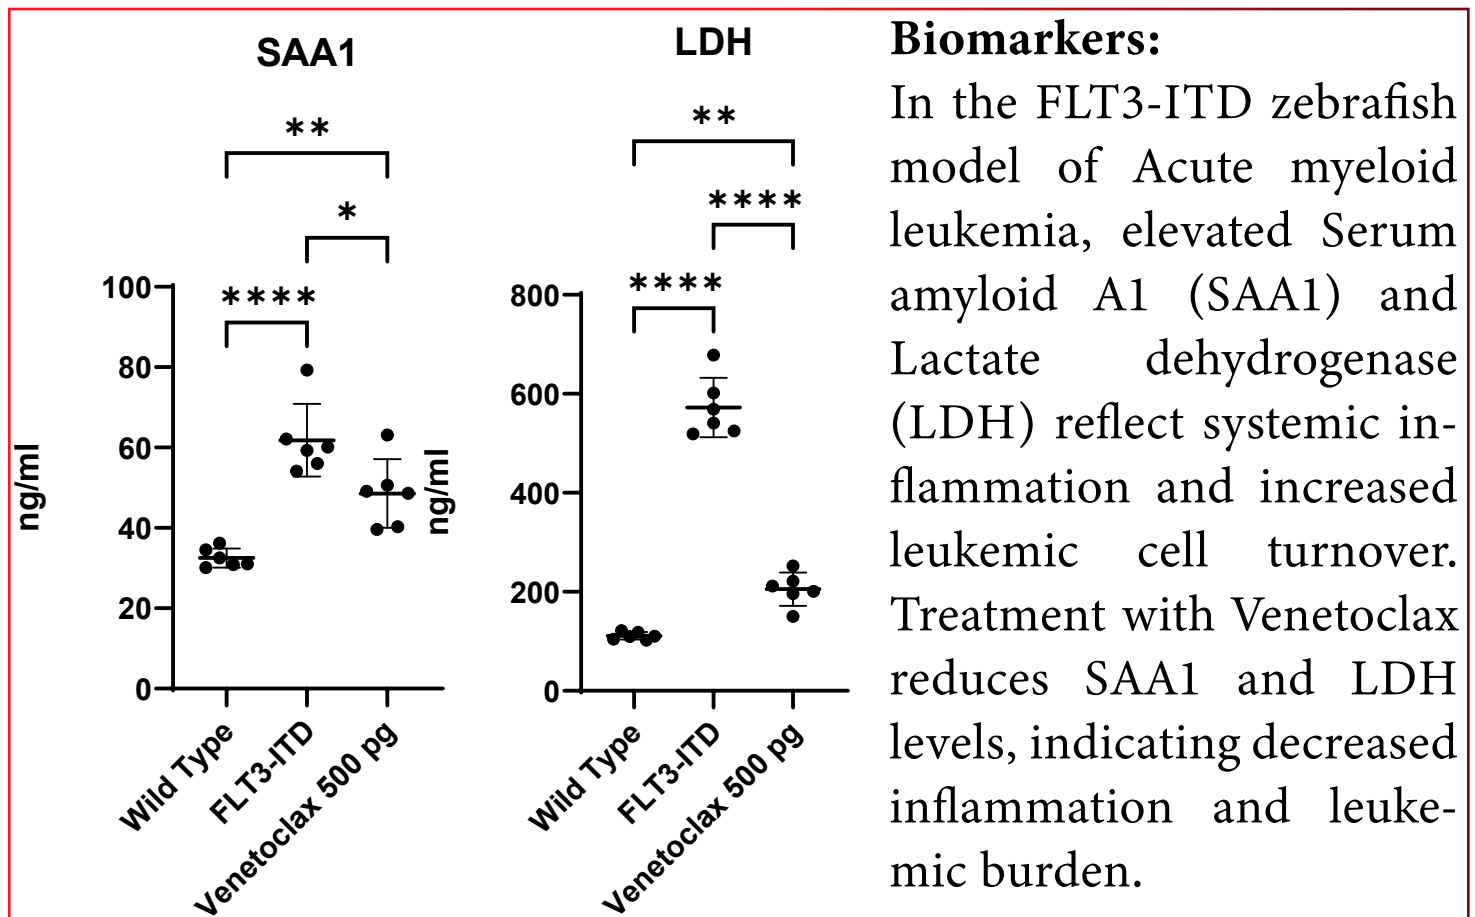 SAA1
**
*
****
100
80
60
40
20
0
ng/ml
Wild Type
FLT3-ITD
Venetoclax 500 pg
LDH
**
****
****
800
600
400
200
0
ng/ml
Wild Type
FLT3-ITD
Venetoclax 500 pg
Biomarkers:
In the FLT3-ITD zebrafish
model of Acute myeloid
leukemia, elevated Serum
amyloid A1 (SAA1) and
Lactate dehydrogenase
(LDH) reflect systemic in-
flammation and increased
leukemic cell turnover.
Treatment with Venetoclax
reduces SAA1 and LDH
levels, indicating decreased
inflammation and leuke-
mic burden.